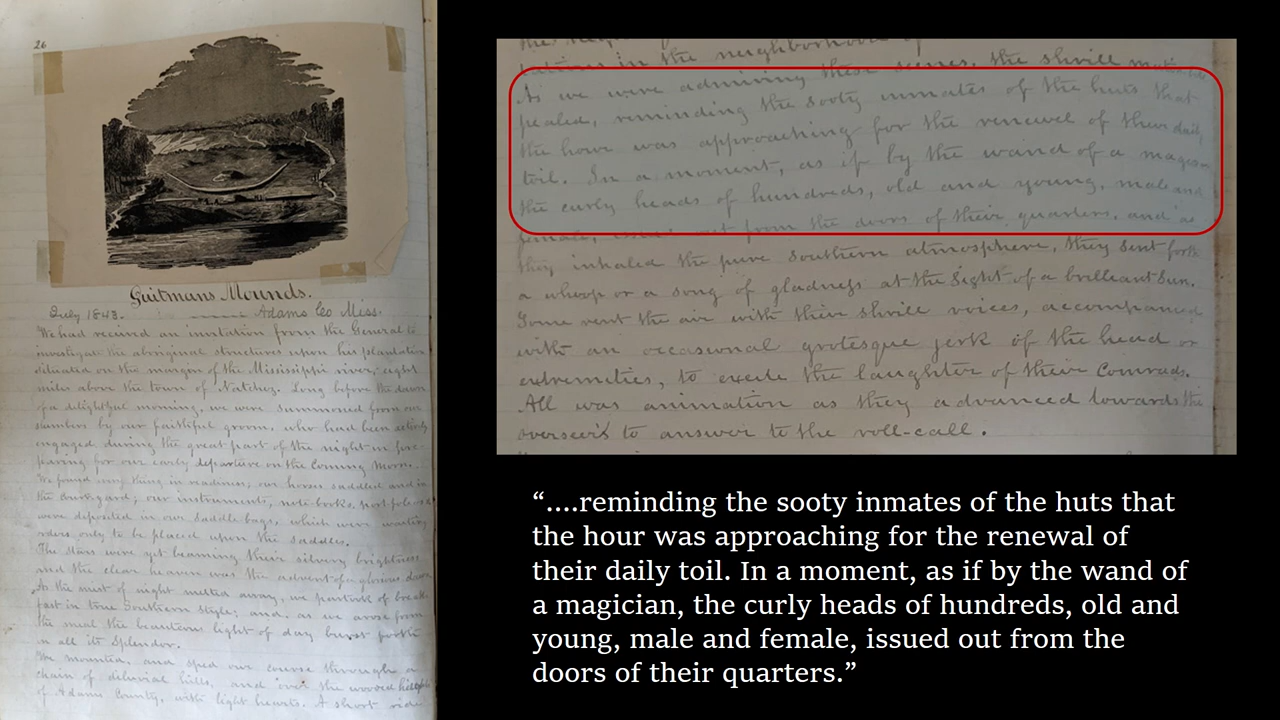 26
Quitmans Mounds.
July 1843. Adams Co Miss.
We had received an invitation from the General to
investigate the aboriginal structures upon his plantation
situated on the margin of the Mississippi river, eight
miles above the town of Natchez. Long before the dawn
of a delightful morning, we were summoned from our
slumbers by our faithful groom, who had been actively
engaged during the great part of the night in pre-
paring for our early departure on the Coming Morn.
We found every thing in readiness; our horses saddled and in
the Courtyard; our instruments, note books,
were deposited in our saddle bags, which were waiting
riders only to be placed upon the saddles.
The stars were yet beaming their silvery brightness
and the clear heaven was the advent of a glorious dawn
As the mist of night melted away, we partook of break-
fast in true Southern style; and, as we arose from
the meal the beauteous light of day burst forth
in all its Splendor.
We mounted, and sped our course through a
chain of diluvial hills, and over the wooded
of Adams County, with light hearts. A short ride
in the neighborhood of
As we were admiring these scenes, the shrill
pealed, reminding the sooty inmates of the huts that
the hour was approaching for the renewal of their daily
toil. In a moment, as if by the wand of a magician
the curly heads of hundreds, old and young, male and
female, issued out from the doors of their quarters, and as
they inhaled the pure Southern atmosphere, they sent forth
a whoop or a song of gladness at the sight of a brilliant Sun.
Some rent the air with their shrill voices, accompanied
with an occasional grotesque jerk of the head or
extremities, to excite the laughter of their Comrads.
All was animation as they advanced towards the
overseer's to answer to the roll-call.
“....reminding the sooty inmates of the huts that
the hour was approaching for the renewal of
their daily toil. In a moment, as if by the wand of
a magician, the curly heads of hundreds, old and
young, male and female, issued out from the
doors of their quarters.”